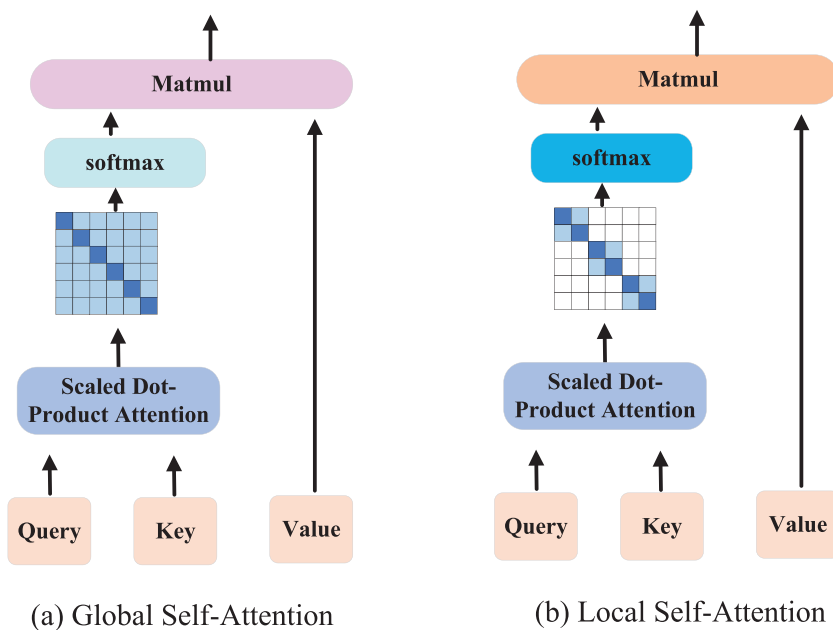 Matmul
softmax
Scaled Dot-
Product Attention
Query
Key
Value
(a) Global Self-Attention
Matmul
softmax
Scaled Dot-
Product Attention
Query
Key
Value
(b) Local Self-Attention